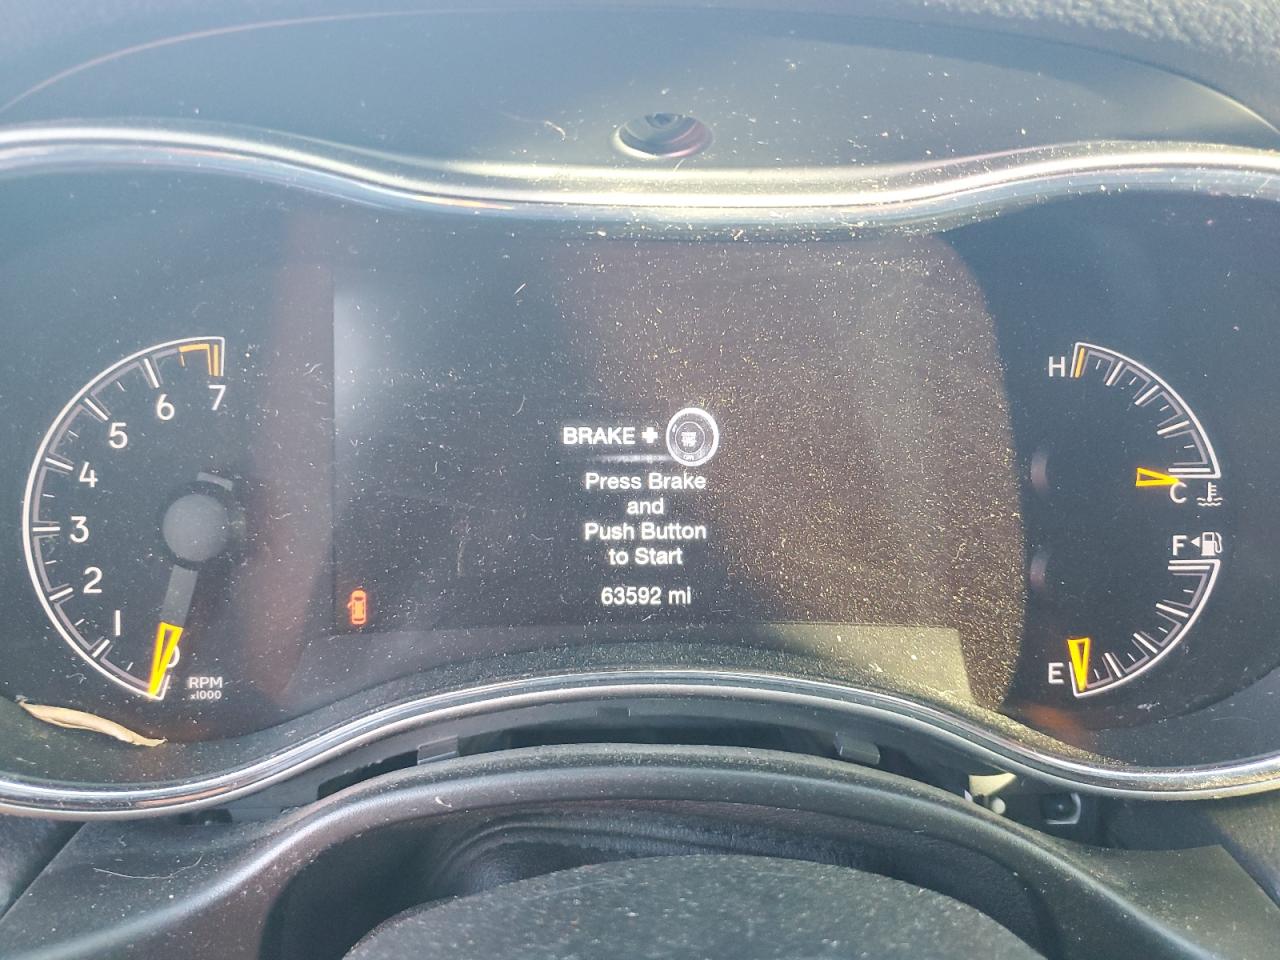 7
6
5
4
3
2
1
0
RPM
x1000
BRAKE +
Press Brake
and
Push Button
to Start
63592 mi
H
C
F
E